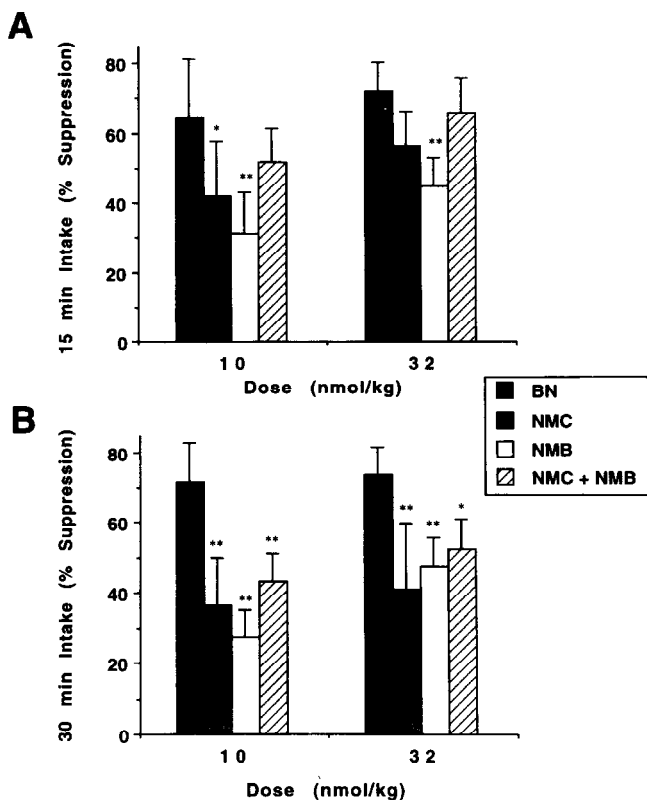 A
15 min Intake (% Suppression)
80
60
40
20
0
*
**
**
10
32
Dose (nmol/kg)
BN
NMC
NMB
NMC + NMB
B
30 min Intake (% Suppression)
80
60
40
20
0
**
**
**
**
**
*
10
32
Dose (nmol/kg)